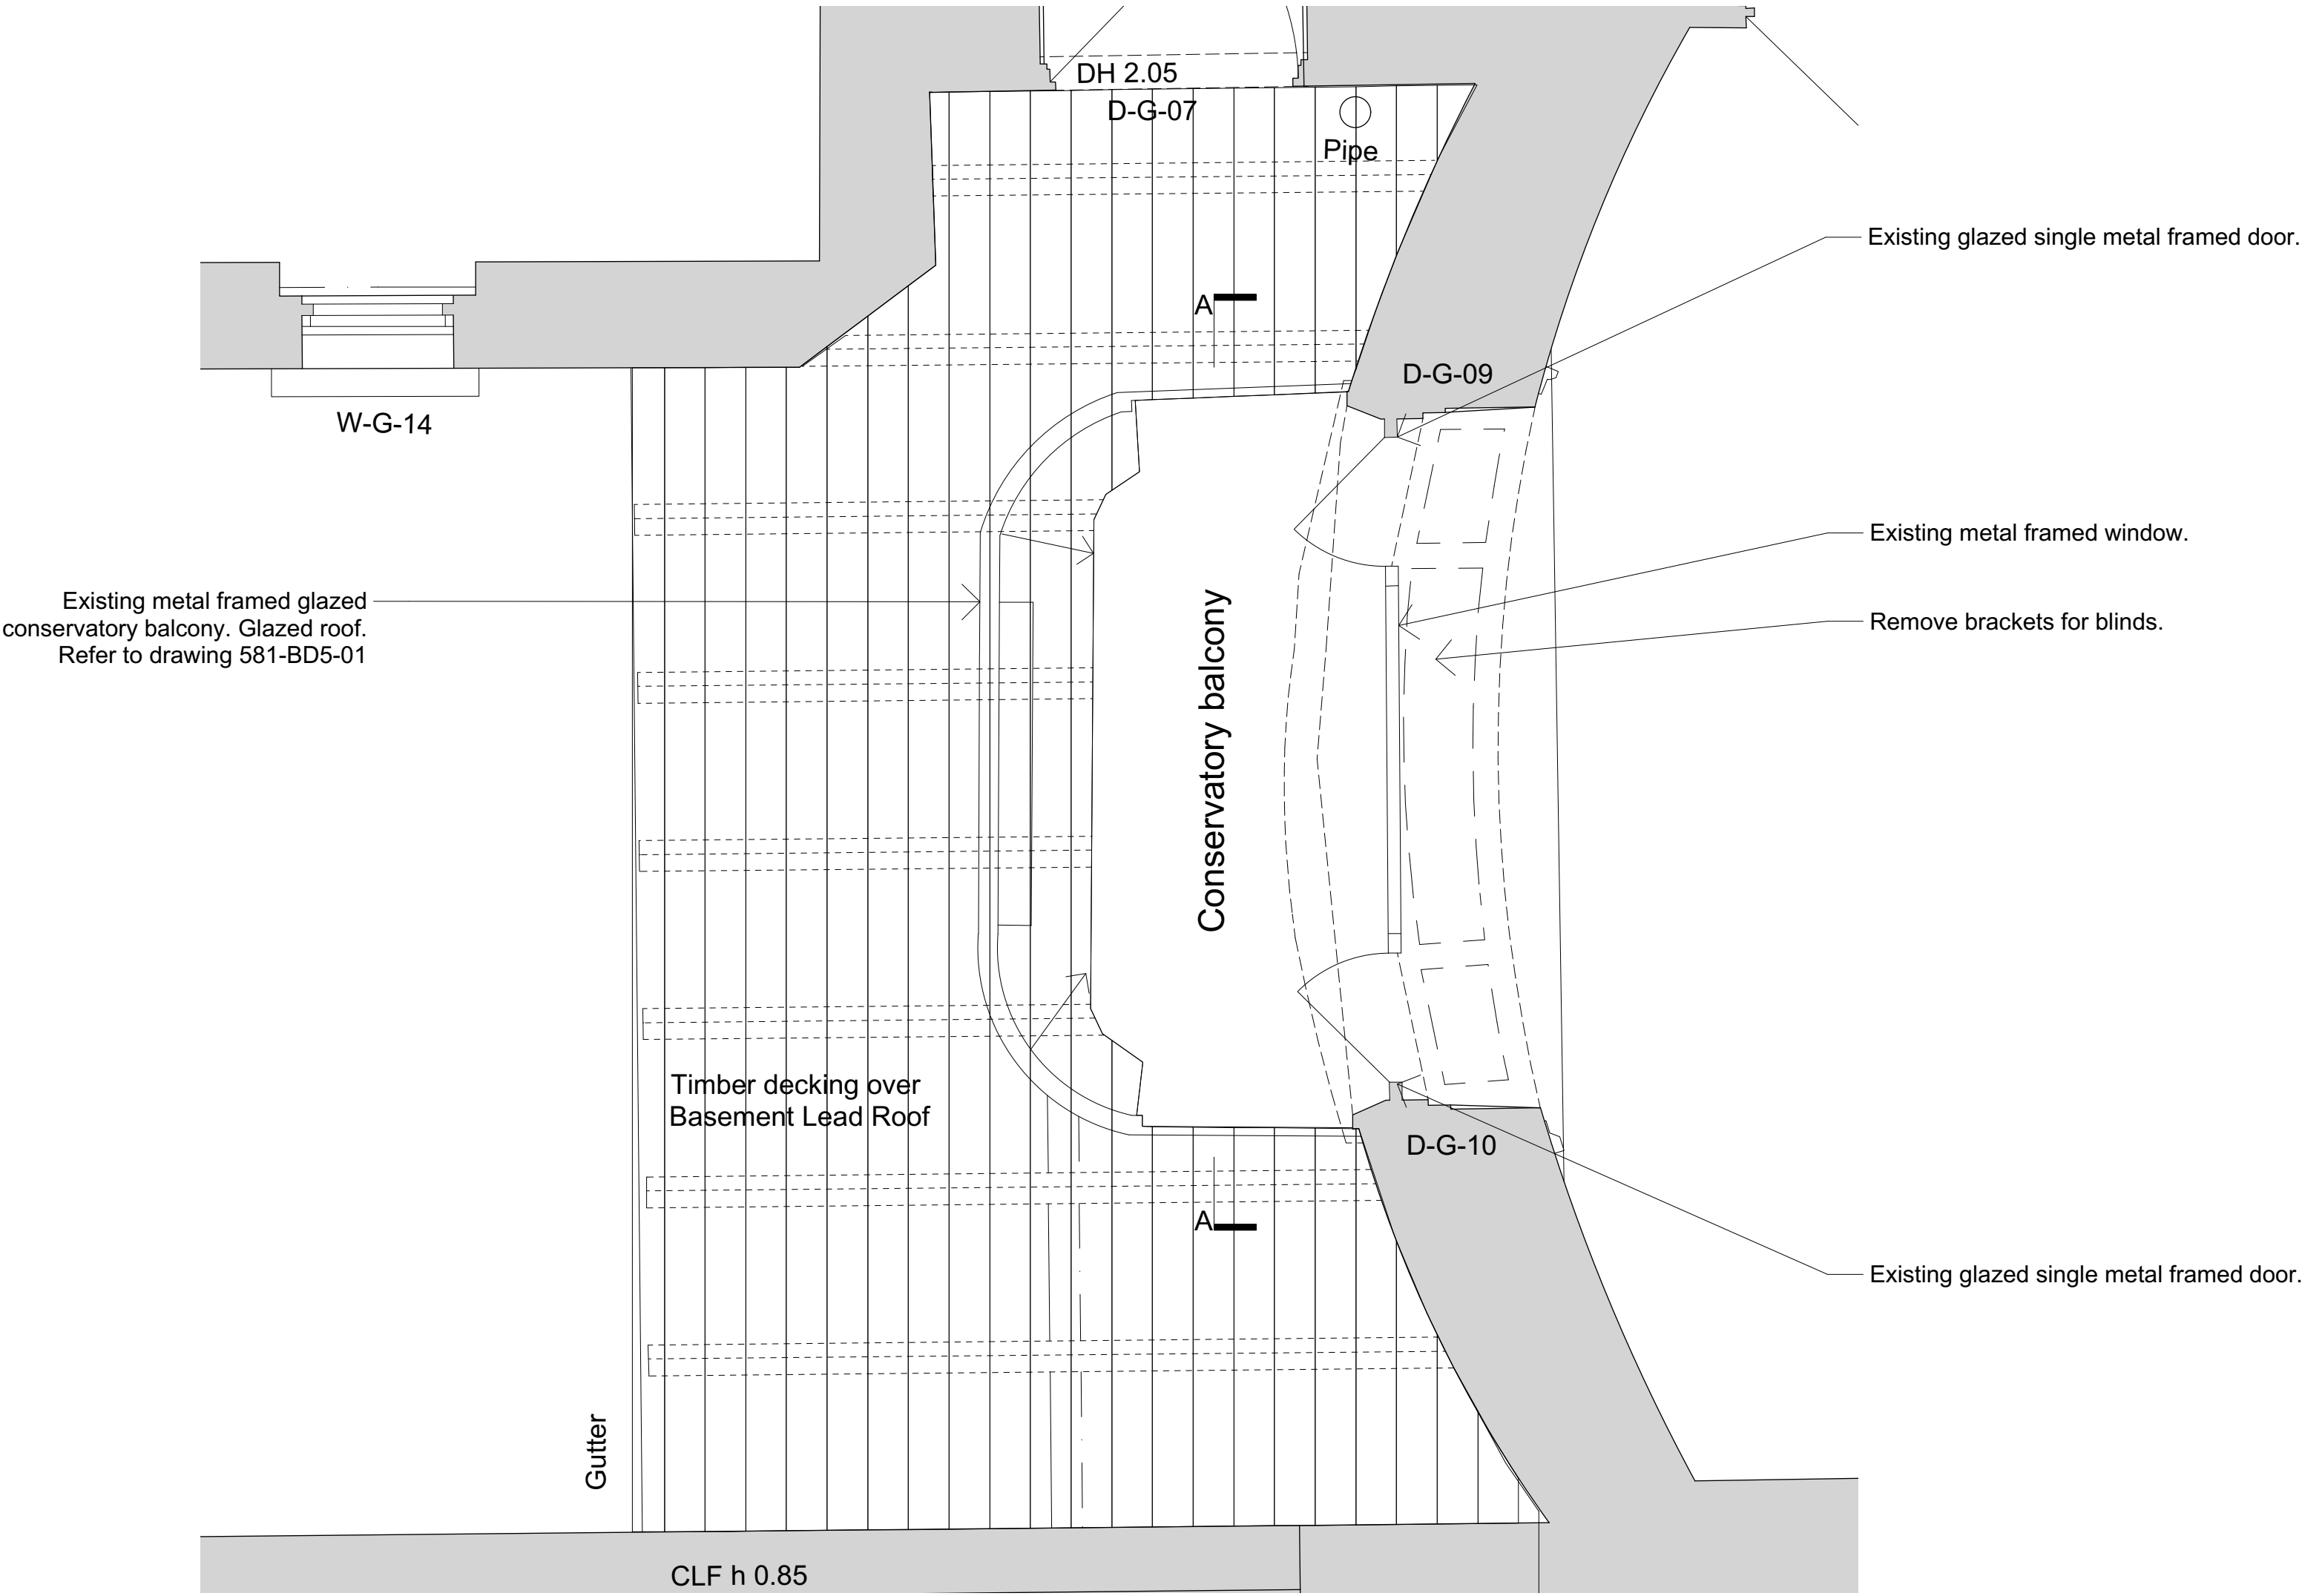 DH 2.05
D-G-07
Pipe
Existing glazed single metal framed door.
A
D-G-09
W-G-14
Existing metal framed window.
Existing metal framed glazed
conservatory balcony. Glazed roof.
Refer to drawing 581-BD5-01
Conservatory balcony
Remove brackets for blinds.
Timber decking over
Basement Lead Roof
D-G-10
A
Existing glazed single metal framed door.
Gutter
CLF h 0.85